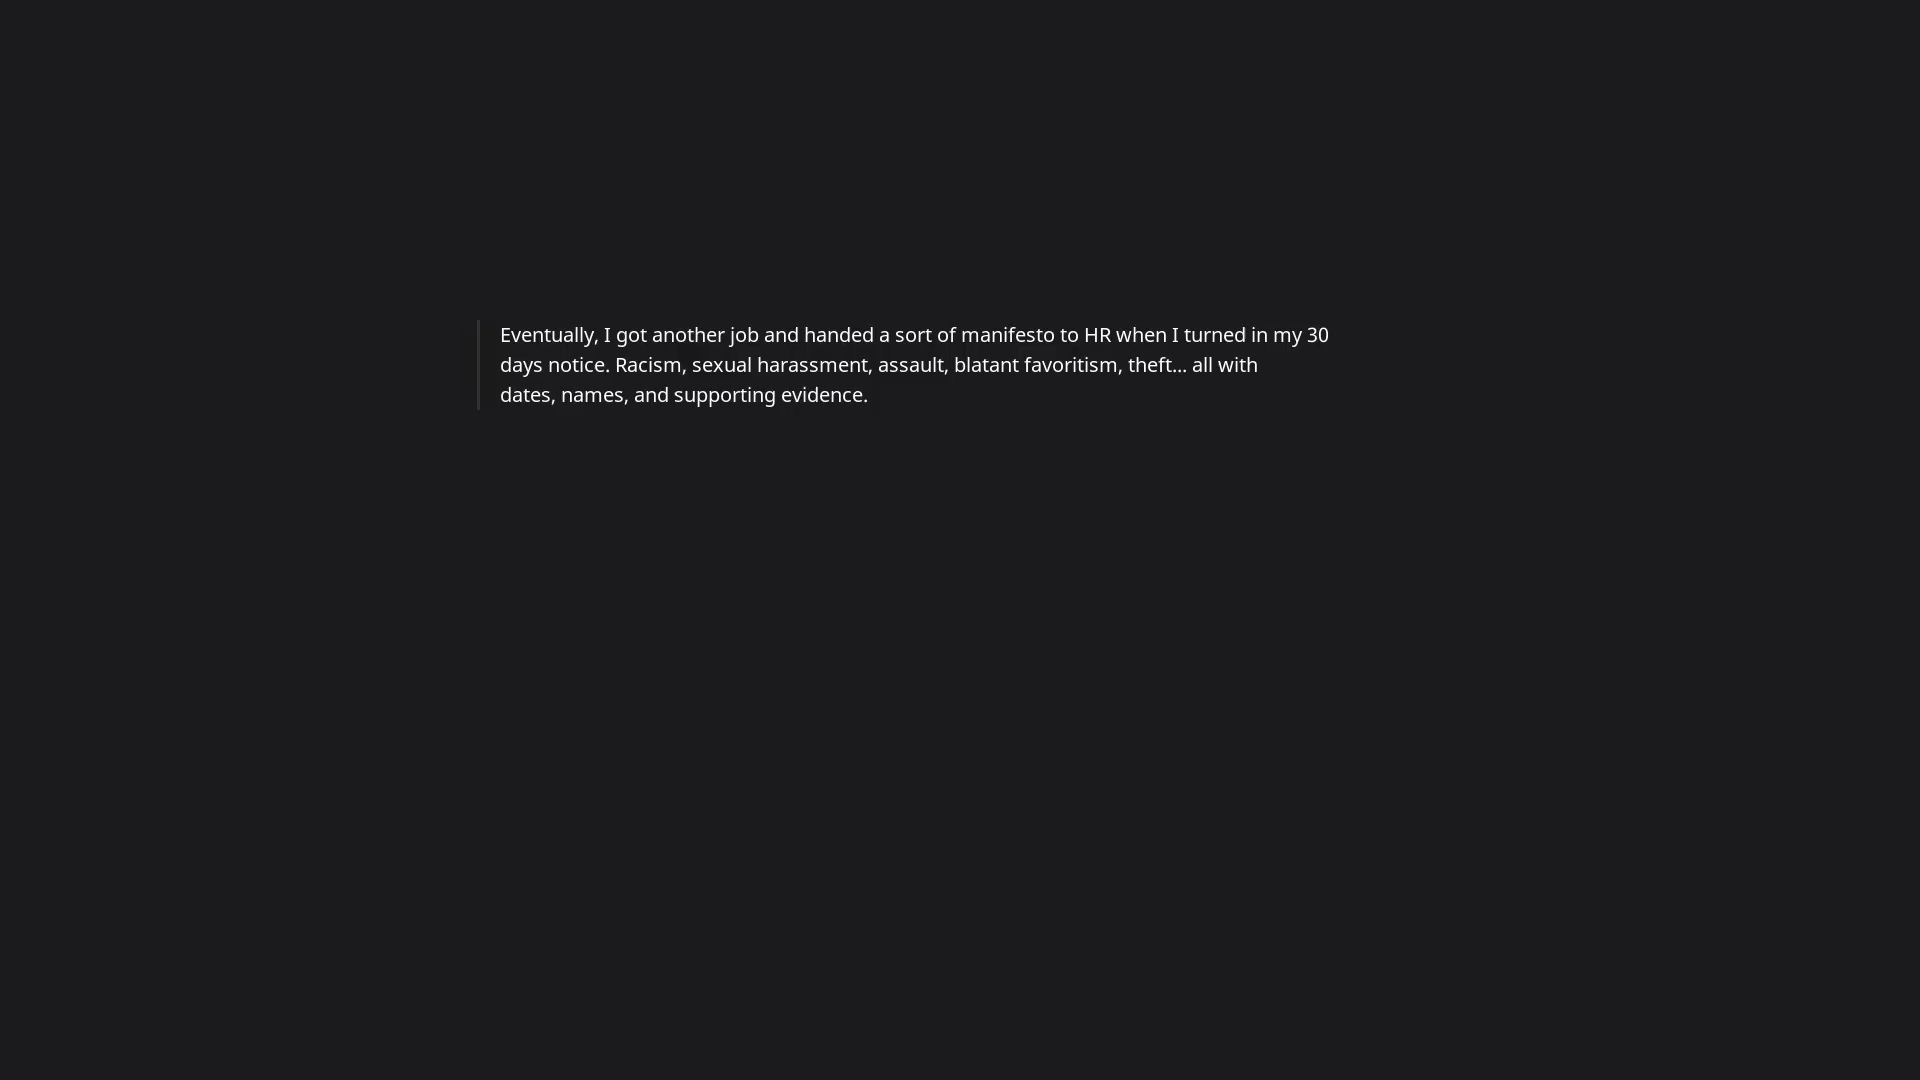 Eventually, I got another job and handed a sort of manifesto to HR when I turned in my 30
days notice. Racism, sexual harassment, assault, blatant favoritism, theft... all with
dates, names, and supporting evidence.